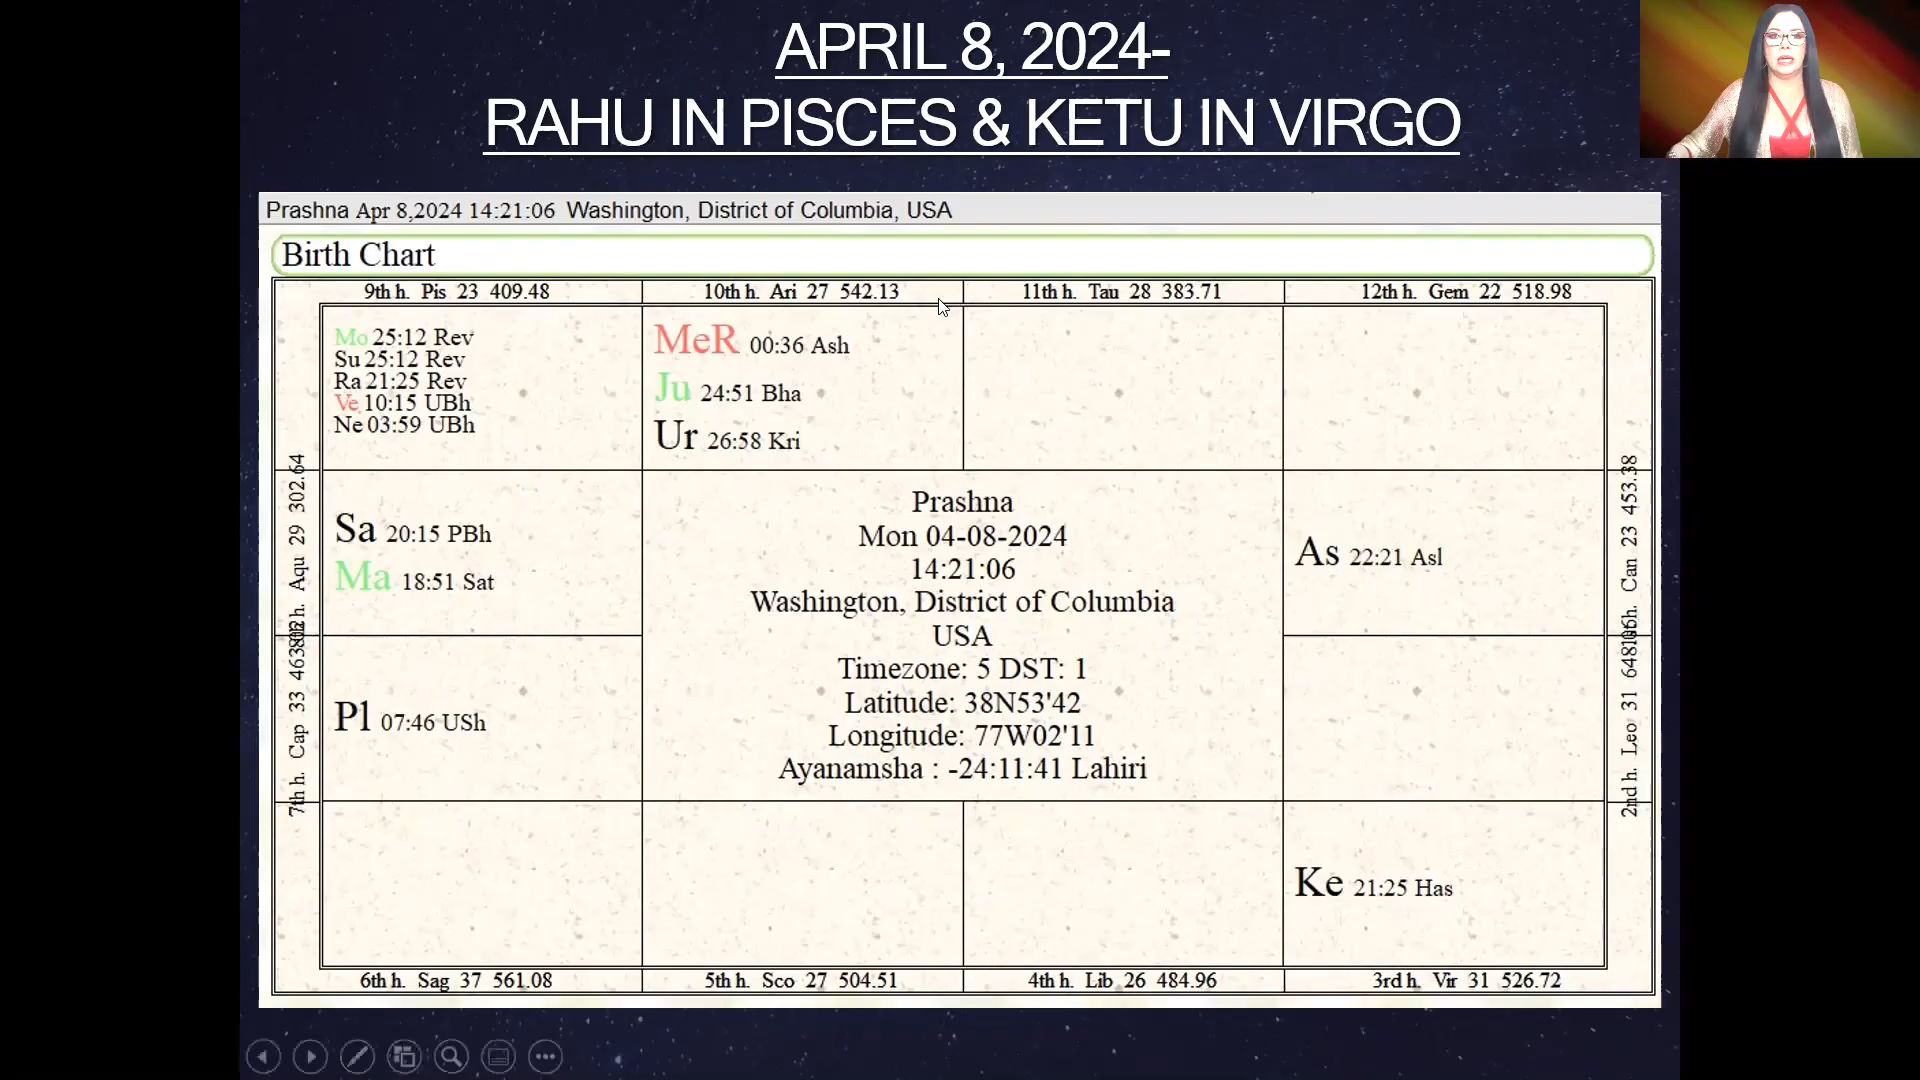 APRIL 8, 2024-
RAHU IN PISCES & KETU IN VIRGO
Prashna Apr 8,2024 14:21:06 Washington, District of Columbia, USA
Birth Chart
9th h. Pis 23 409.48
10th h. Ari 27 542.13
11th h. Tau 28 383.71
12th h. Gem 22 518.98
Mo 25:12 Rev
Su 25:12 Rev
Ra 21:25 Rev
Ve 10:15 UBh
Ne 03:59 UBh
MeR 00:36 Ash
Ju 24:51 Bha
Ur 26:58 Kri
Aqu 29 302.64
Sa 20:15 PBh
Ma 18:51 Sat
Prashna
Mon 04-08-2024
14:21:06
Washington, District of Columbia
USA
Timezone: 5 DST: 1
Latitude: 38N53'42
Longitude: 77W02'11
Ayanamsha : -24:11:41 Lahiri
As 22:21 Asl
Can 23 453.38
7th h. Cap 33
Pl 07:46 USh
2nd h. Leo 31
Ke 21:25 Has
6th h. Sag 37 561.08
5th h. Sco 27 504.51
4th h. Lib 26 484.96
3rd h. Vir 31 526.72